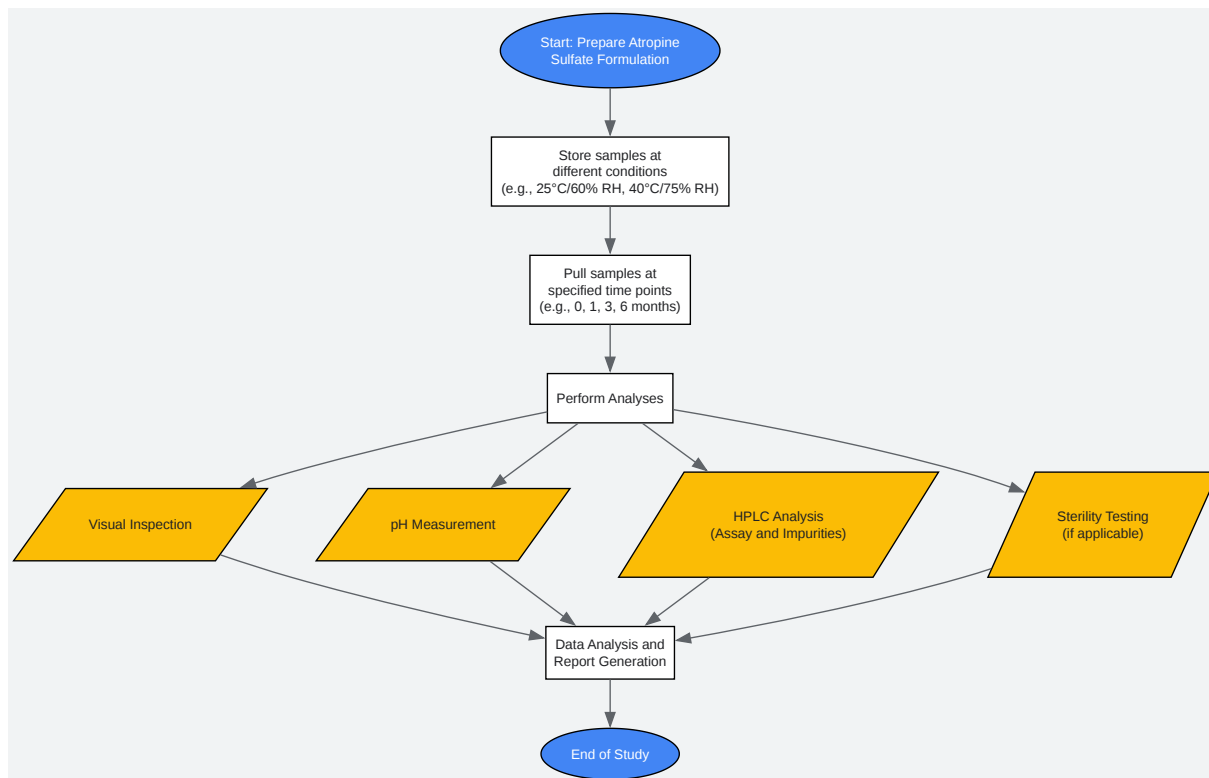 Start: Prepare Atropine
Sulfate Formulation
Store samples at
different conditions
(e.g., 25°C/60% RH, 40°C/75% RH)
Pull samples at
specified time points
(e.g., 0, 1, 3, 6 months)
Perform Analyses
Visual Inspection
pH Measurement
HPLC Analysis
(Assay and Impurities)
Sterility Testing
(if applicable)
Data Analysis and
Report Generation
End of Study